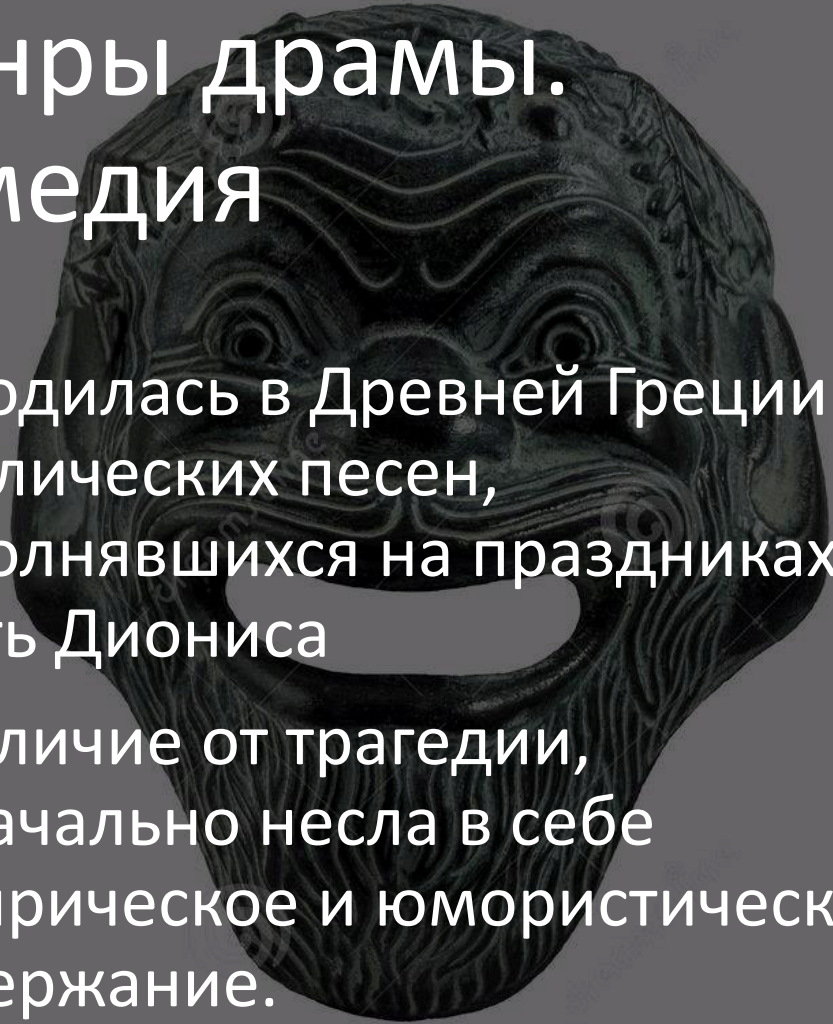 нры драмы.
медия
одилась в Древней Греции
лических песен,
олнявшихся на праздниках
ть Диониса
личие от трагедии,
ачально несла в себе
ирическое и юмористическ
ержание.